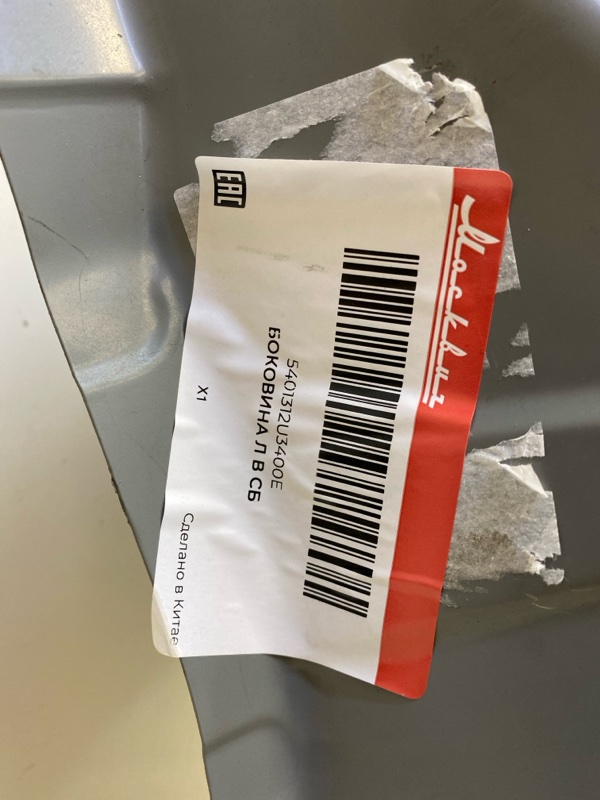 Москвич
5401312U3400E
БОКОВИНА Л В СБ
X1
Сделано в Китае
EAC